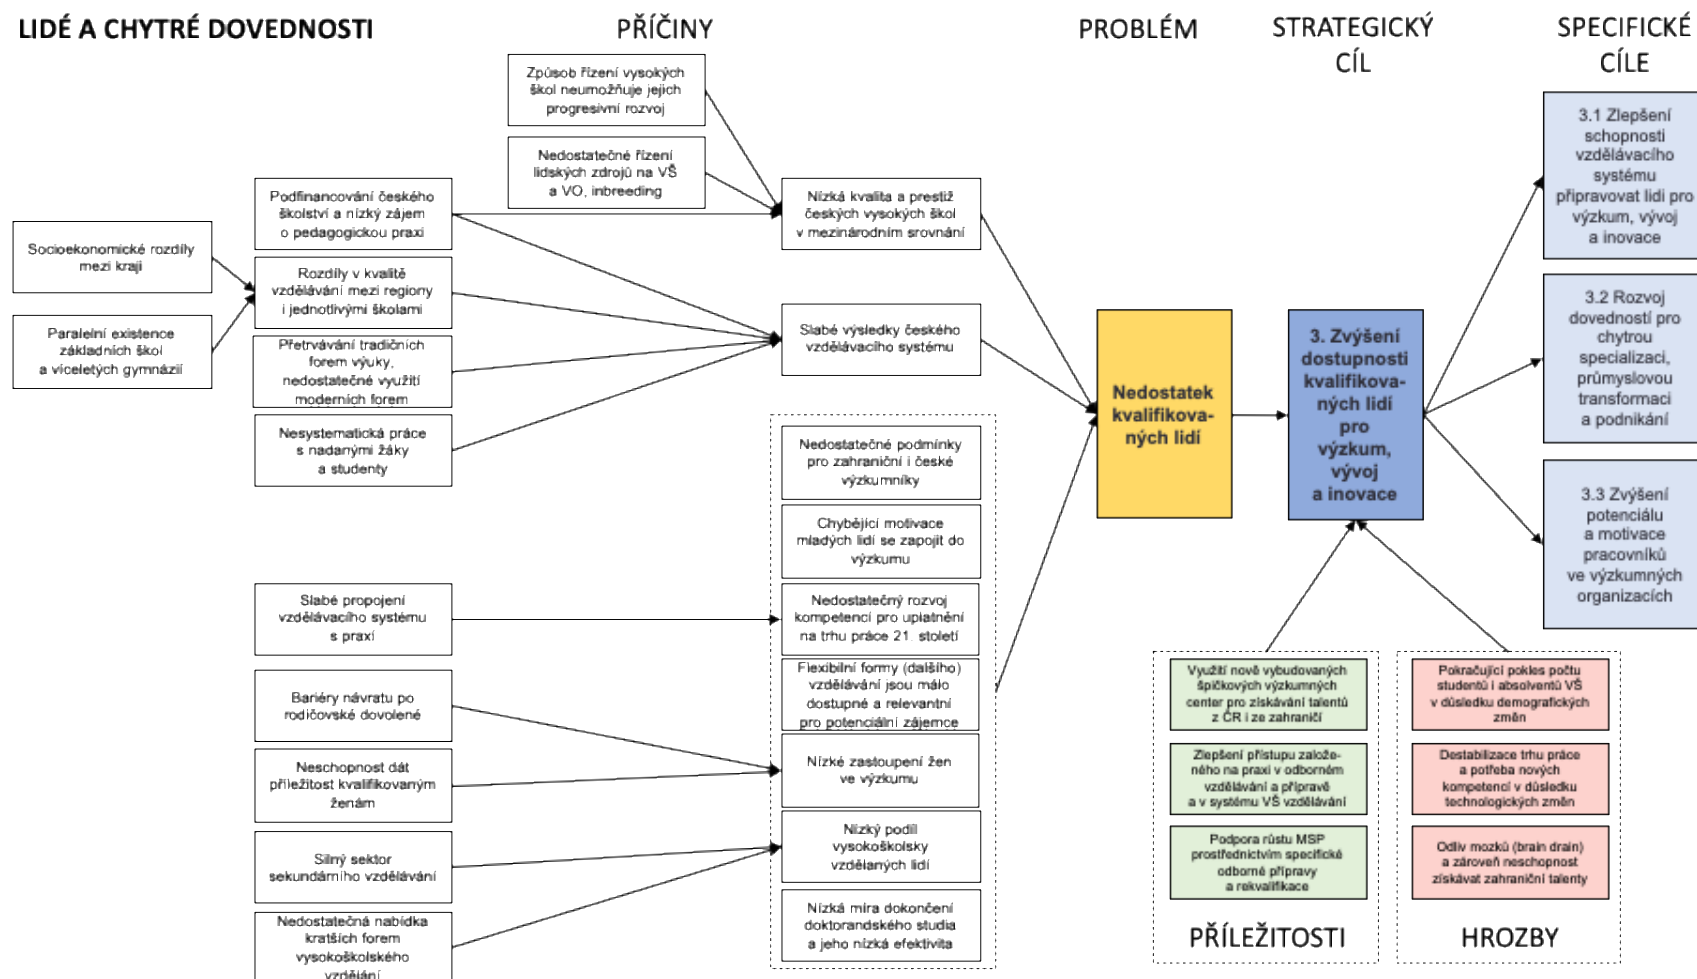 LIDÉ A CHYTRÉ DOVEDNOSTI
PŘÍČINY
PROBLÉM
STRATEGICKÝ
CÍL
SPECIFICKÉ
CÍLE
Socioekonomické rozdíly
mezi kraji
Paralelní existence
základních škol
a víceletých gymnázií
Podfinancování českého
školství a nízký zájem
o pedagogickou praxi
Rozdíly v kvalitě
vzdělávání mezi regiony
i jednotlivými školami
Přetrvávání tradičních
forem výuky,
nedostatečné využití
moderních forem
Nesystematická práce
s nadanými žáky
a studenty
Slabé propojení
vzdělávacího systému
s praxí
Bariéry návratu po
rodičovské dovolené
Neschopnost dát
příležitost kvalifikovaným
ženám
Silný sektor
sekundárního vzdělávání
Nedostatečná nabídka
kratších forem
vysokoškolského
vzdělání
Způsob řízení vysokých
škol neumožňuje jejich
progresivní rozvoj
Nedostatečné řízení
lidských zdrojů na VŠ
a VO, inbreeding
Nízká kvalita a prestiž
českých vysokých škol
v mezinárodním srovnání
Slabé výsledky českého
vzdělávacího systému
Nedostatečné podmínky
pro zahraniční i české
výzkumníky
Chybějící motivace
mladých lidí se zapojit do
výzkumu
Nedostatečný rozvoj
kompetencí pro uplatnění
na trhu práce 21. století
Flexibilní formy (dalšího)
vzdělávání jsou málo
dostupné a relevantní
pro potenciální zájemce
Nízké zastoupení žen
ve výzkumu
Nízký podíl
vysokoškolsky
vzdělaných lidí
Nízká míra dokončení
doktorandského studia
a jeho nízká efektivita
Nedostatek
kvalifikova-
ných lidí
3. Zvýšení
dostupnosti
kvalifikova-
ných lidí
pro
výzkum,
vývoj
a inovace
3.1 Zlepšení
schopnosti
vzdělávacího
systému
připravovat lidi pro
výzkum, vývoj
a inovace
3.2 Rozvoj
dovedností pro
chytrou
specializaci,
průmyslovou
transformaci
a podnikání
3.3 Zvýšení
potenciálu
a motivace
pracovníků
ve výzkumných
organizacích
Využití nově vybudovaných
špičkových výzkumných
center pro získávání talentů
z ČR i ze zahraničí
Zlepšení přístupu založe-
ného na praxi v odborném
vzdělávání a přípravě
a v systému VŠ vzdělávání
Podpora růstu MSP
prostřednictvím specifické
odborné přípravy
a rekvalifikace
PŘÍLEŽITOSTI
Pokračující pokles počtu
studentů i absolventů VŠ
v důsledku demografických
změn
Destabilizace trhu práce
a potřeba nových
kompetencí v důsledku
technologických změn
Odliv mozků (brain drain)
a zároveň neschopnost
získávat zahraniční talenty
HROZBY